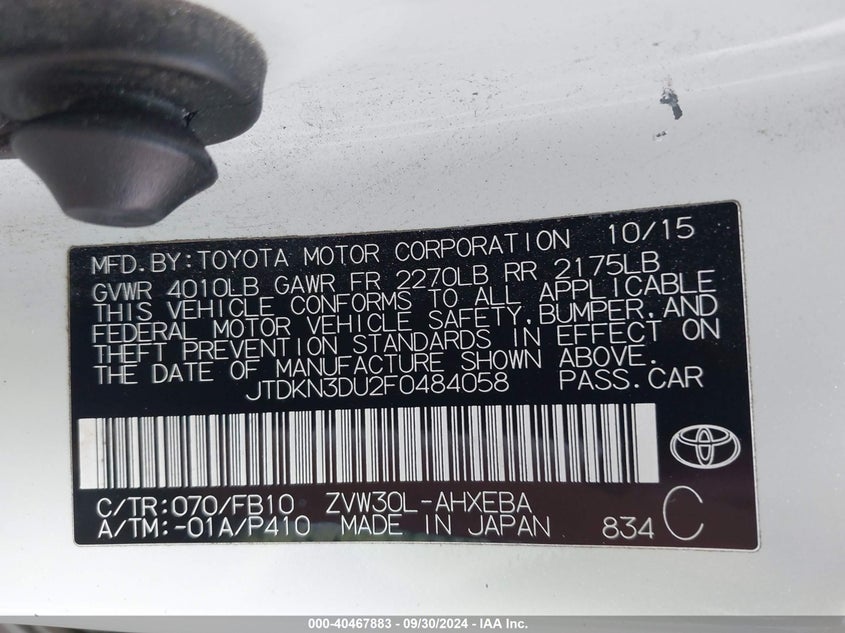 MFD.BY:TOYOTA MOTOR CORPORATION 10/15
GVWR 4010LB GAWR FR 2270LB RR 2175LB
THIS VEHICLE CONFORMS TO ALL APPLICABLE
FEDERAL MOTOR VEHICLE SAFETY,BUMPER,AND
THEFT PREVENTION STANDARDS IN EFFECT ON
THE DATE OF MANUFACTURE SHOWN ABOVE.
JTDKN3DU2F0484058 PASS.CAR
C/TR:070/FB10 ZVW30L-AHXEBA
A/TM:-01A/P410 MADE IN JAPAN 834 C
000-40467883 / 09/30/2024 - IAA Inc.